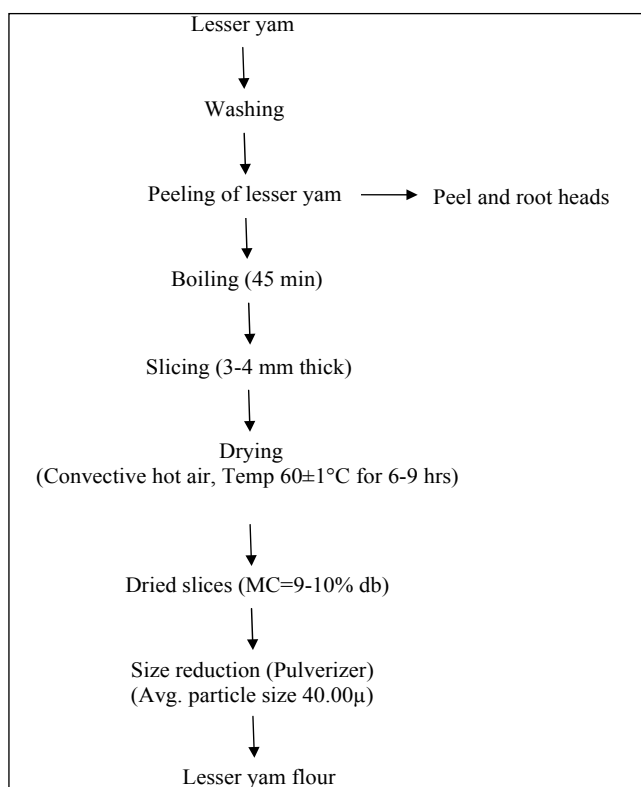 Lesser yam
Washing
Peeling of lesser yam
Peel and root heads
Boiling (45 min)
Slicing (3-4 mm thick)
Drying
(Convective hot air, Temp 60±1°C for 6-9 hrs)
Dried slices (MC=9-10% db)
Size reduction (Pulverizer)
(Avg. particle size 40.00µ)
Lesser yam flour